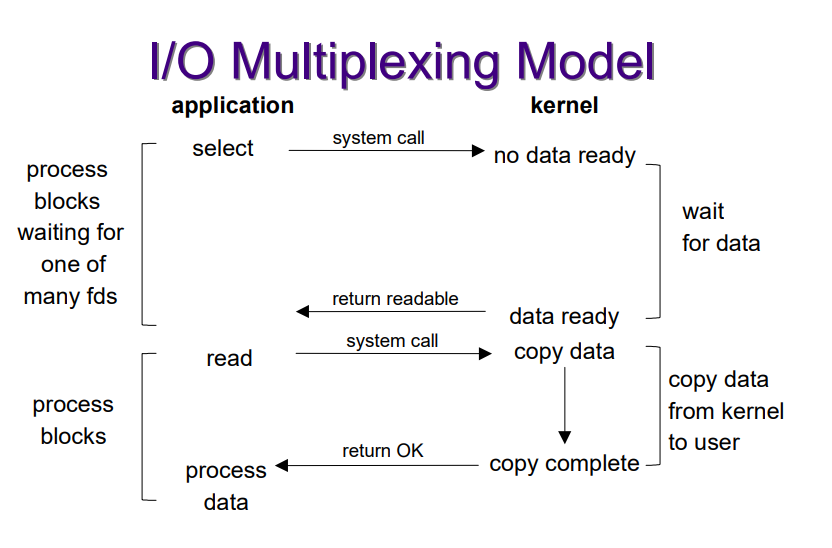 I/O Multiplexing Model
application
kernel
select
system call
no data ready
process
blocks
waiting for
one of
many fds
wait
for data
return readable
data ready
read
system call
copy data
process
blocks
copy data
from kernel
to user
return OK
copy complete
process
data